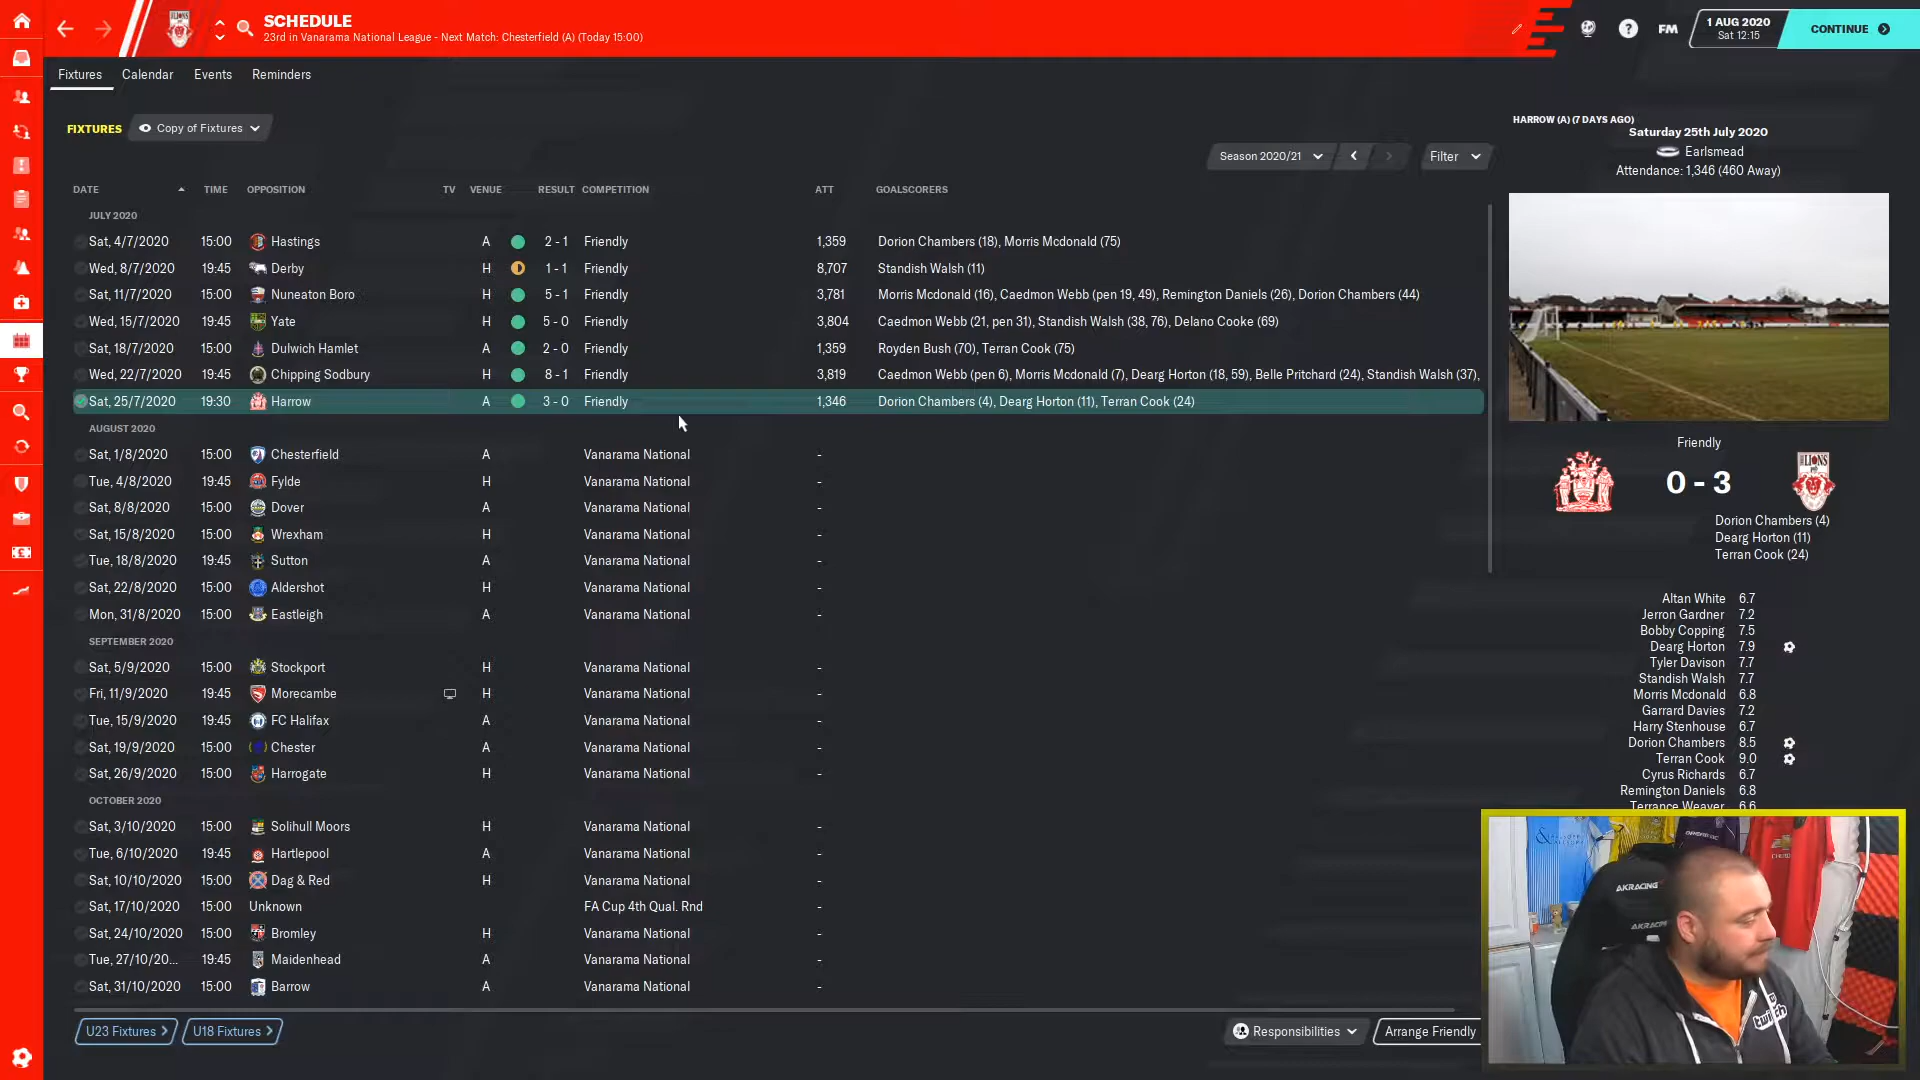 SCHEDULE
23rd in Vanarama National League - Next Match: Chesterfield (A) (Today 15:00)
FM
1 AUG 2020
Sat 12:15
CONTINUE
Fixtures Calendar Events Reminders
FIXTURES Copy of Fixtures
Season 2020/21 Filter
DATE TIME OPPOSITION TV VENUE RESULT COMPETITION ATT GOALSCORERS
JULY 2020
Sat, 4/7/2020 15:00 Hastings A 2 - 1 Friendly 1,359 Dorion Chambers (18), Morris Mcdonald (75)
Wed, 8/7/2020 19:45 Derby H 1 - 1 Friendly 8,707 Standish Walsh (11)
Sat, 11/7/2020 15:00 Nuneaton Boro H 5 - 1 Friendly 3,781 Morris Mcdonald (16), Caedmon Webb (pen 19, 49), Remington Daniels (26), Dorion Chambers (44)
Wed, 15/7/2020 19:45 Yate H 5 - 0 Friendly 3,804 Caedmon Webb (21, pen 31), Standish Walsh (38, 76), Delano Cooke (69)
Sat, 18/7/2020 15:00 Dulwich Hamlet A 2 - 0 Friendly 1,359 Royden Bush (70), Terran Cook (75)
Wed, 22/7/2020 19:45 Chipping Sodbury H 8 - 1 Friendly 3,819 Caedmon Webb (pen 6), Morris Mcdonald (7), Dearg Horton (18, 59), Belle Pritchard (24), Standish Walsh (37),
Sat, 25/7/2020 19:30 Harrow A 3 - 0 Friendly 1,346 Dorion Chambers (4), Dearg Horton (11), Terran Cook (24)
AUGUST 2020
Sat, 1/8/2020 15:00 Chesterfield A Vanarama National -
Tue, 4/8/2020 19:45 Fylde H Vanarama National -
Sat, 8/8/2020 15:00 Dover A Vanarama National -
Sat, 15/8/2020 15:00 Wrexham H Vanarama National -
Tue, 18/8/2020 19:45 Sutton A Vanarama National -
Sat, 22/8/2020 15:00 Aldershot H Vanarama National -
Mon, 31/8/2020 15:00 Eastleigh A Vanarama National -
SEPTEMBER 2020
Sat, 5/9/2020 15:00 Stockport H Vanarama National -
Fri, 11/9/2020 19:45 Morecambe H Vanarama National -
Tue, 15/9/2020 19:45 FC Halifax A Vanarama National -
Sat, 19/9/2020 15:00 Chester A Vanarama National -
Sat, 26/9/2020 15:00 Harrogate H Vanarama National -
OCTOBER 2020
Sat, 3/10/2020 15:00 Solihull Moors H Vanarama National -
Tue, 6/10/2020 19:45 Hartlepool A Vanarama National -
Sat, 10/10/2020 15:00 Dag & Red H Vanarama National -
Sat, 17/10/2020 15:00 Unknown FA Cup 4th Qual. Rnd -
Sat, 24/10/2020 15:00 Bromley H Vanarama National -
Tue, 27/10/20... 19:45 Maidenhead A Vanarama National -
Sat, 31/10/2020 15:00 Barrow A Vanarama National -
U23 Fixtures U18 Fixtures Responsibilities Arrange Friendly
HARROW (A) (7 DAYS AGO)
Saturday 25th July 2020
Earlsmead
Attendance: 1,346 (460 Away)
Friendly
0 - 3
LIONS
Dorion Chambers (4)
Dearg Horton (11)
Terran Cook (24)
Altan White 6.7
Jerron Gardner 7.2
Bobby Copping 7.5
Dearg Horton 7.9
Tyler Davison 7.7
Standish Walsh 7.7
Morris Mcdonald 6.8
Garrard Davies 7.2
Harry Stenhouse 6.7
Dorion Chambers 8.5
Terran Cook 9.0
Cyrus Richards 6.7
Remington Daniels 6.8
Terrance Weaver 6.6
AKRACING
AKRACING
twitch